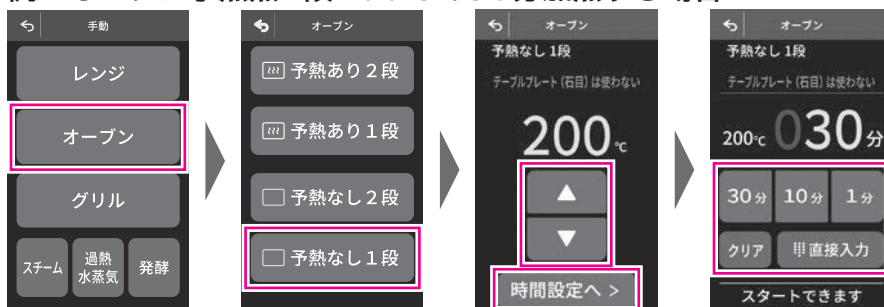 手動
レンジ
オーブン
グリル
スチーム
過熱
水蒸気
発酵
オーブン
予熱あり２段
予熱あり１段
予熱なし２段
予熱なし１段
オーブン
予熱なし 1段
テーブルプレート（石目）は使わない
200℃
▲
▼
時間設定へ >
オーブン
予熱なし 1段
テーブルプレート（石目）は使わない
200℃ 030分
30分 10分 1分
クリア 直接入力
スタートできます